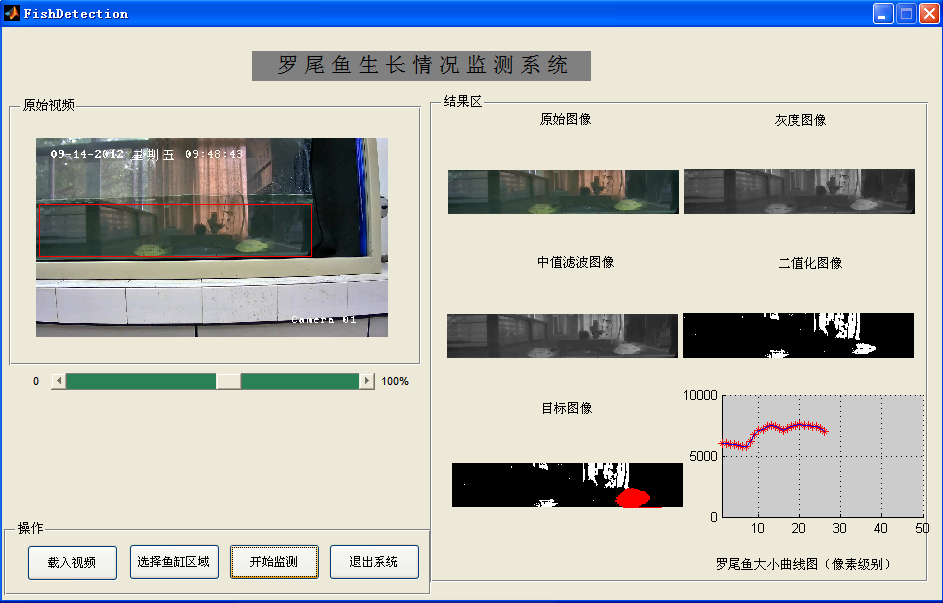 FishDetection
罗尾鱼生长情况监测系统
原始视频
09-14-2012 星期五 09:48:43
Camera 01
0
100%
操作
载入视频
选择鱼缸区域
开始监测
退出系统
结果区
原始图像
灰度图像
中值滤波图像
二值化图像
目标图像
10000
5000
0
10 20 30 40 50
罗尾鱼大小曲线图（像素级别）